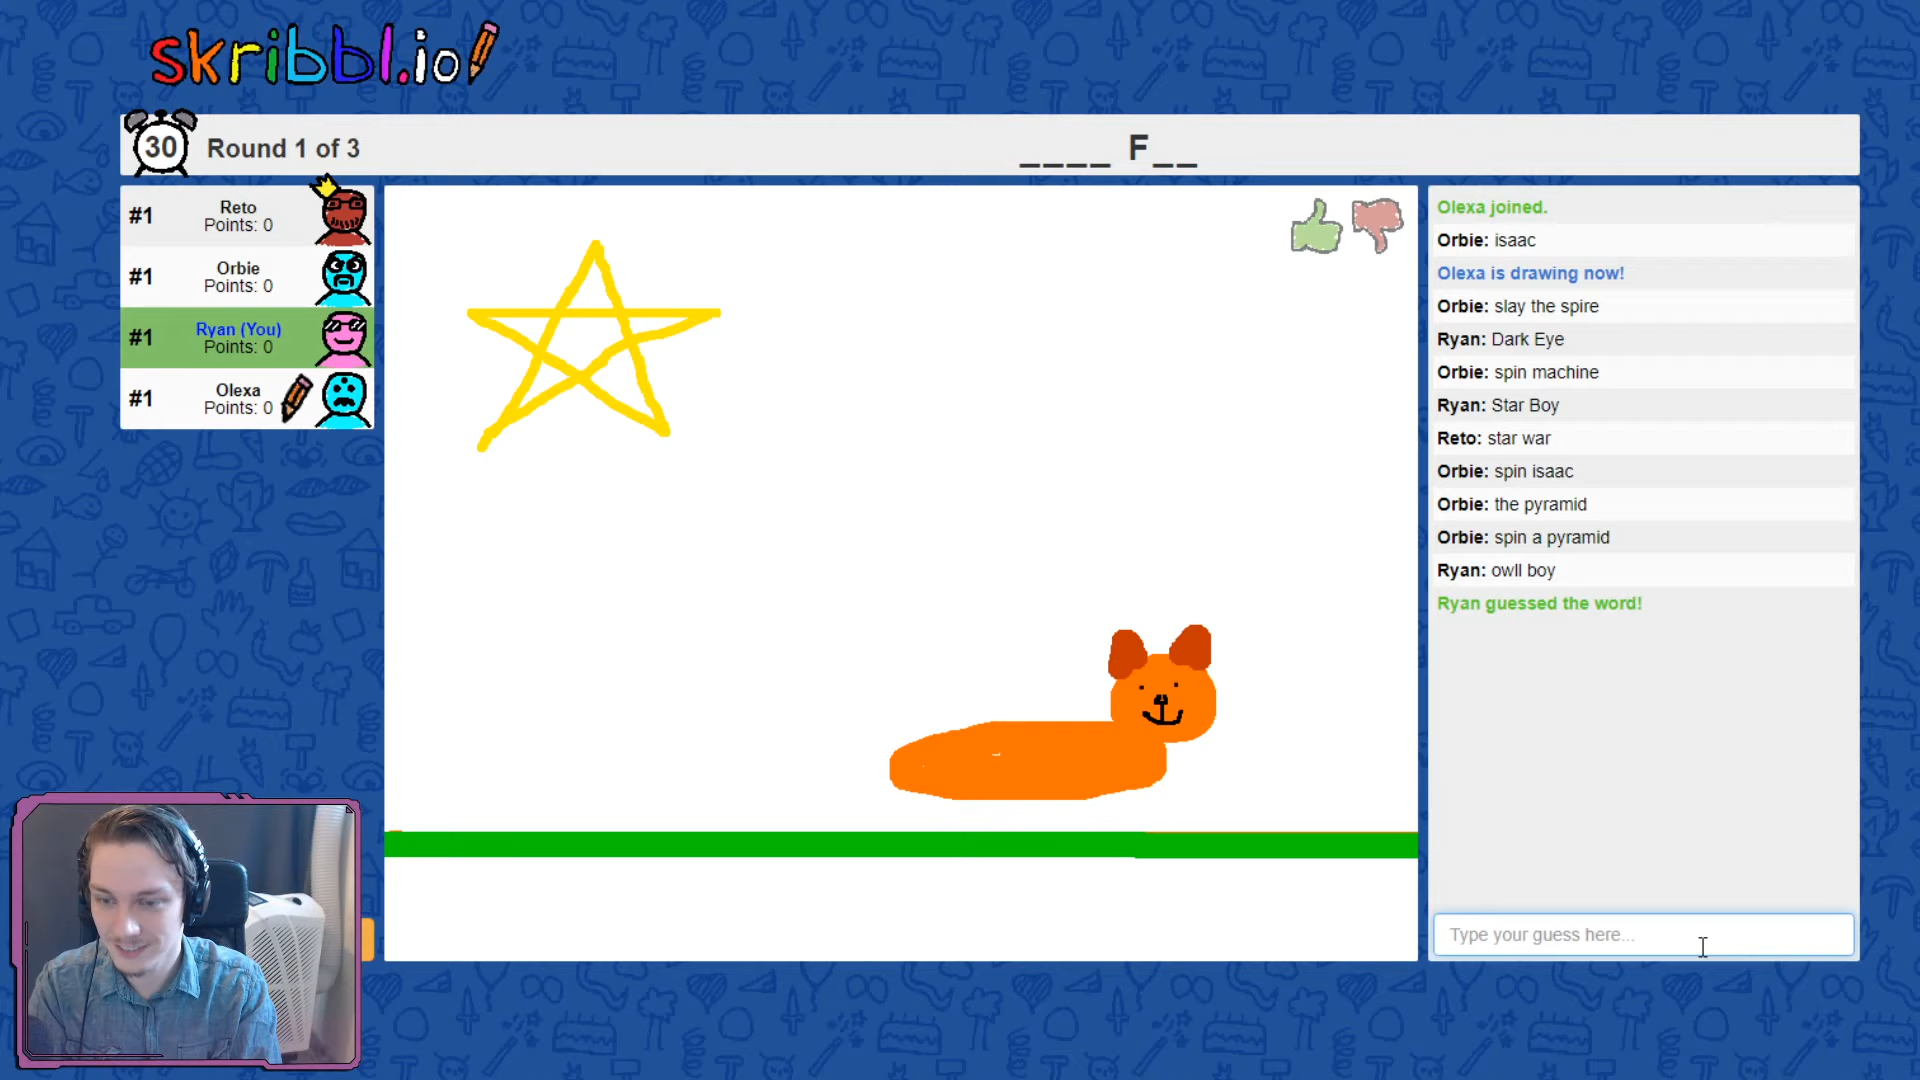 skribbl.io
30
Round 1 of 3
____ F__
#1
Reto
Points: 0
#1
Orbie
Points: 0
#1
Ryan (You)
Points: 0
#1
Olexa
Points: 0
Olexa joined.
Orbie: isaac
Olexa is drawing now!
Orbie: slay the spire
Ryan: Dark Eye
Orbie: spin machine
Ryan: Star Boy
Reto: star war
Orbie: spin isaac
Orbie: the pyramid
Orbie: spin a pyramid
Ryan: owll boy
Ryan guessed the word!
Type your guess here...